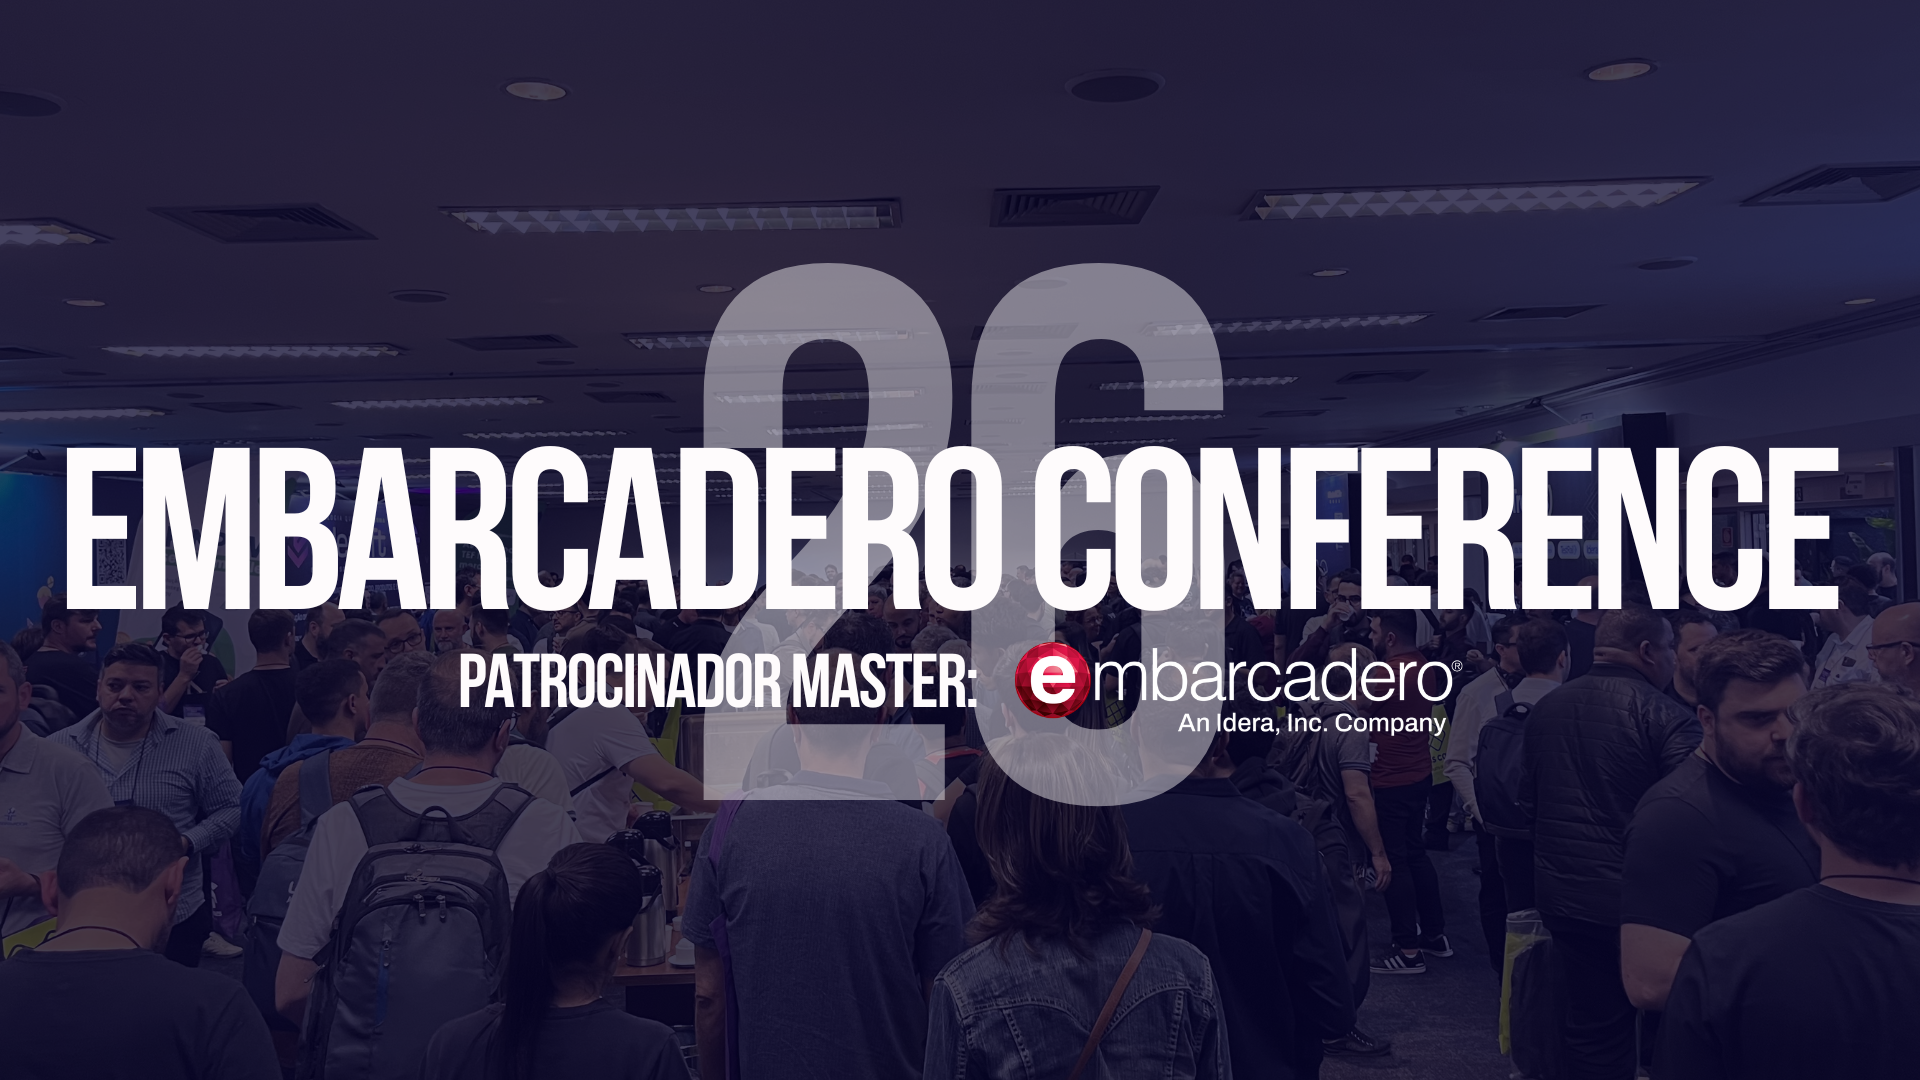 26
EMBARCADERO CONFERENCE
PATROCINADOR MASTER: embarcadero®
An Idera, Inc. Company